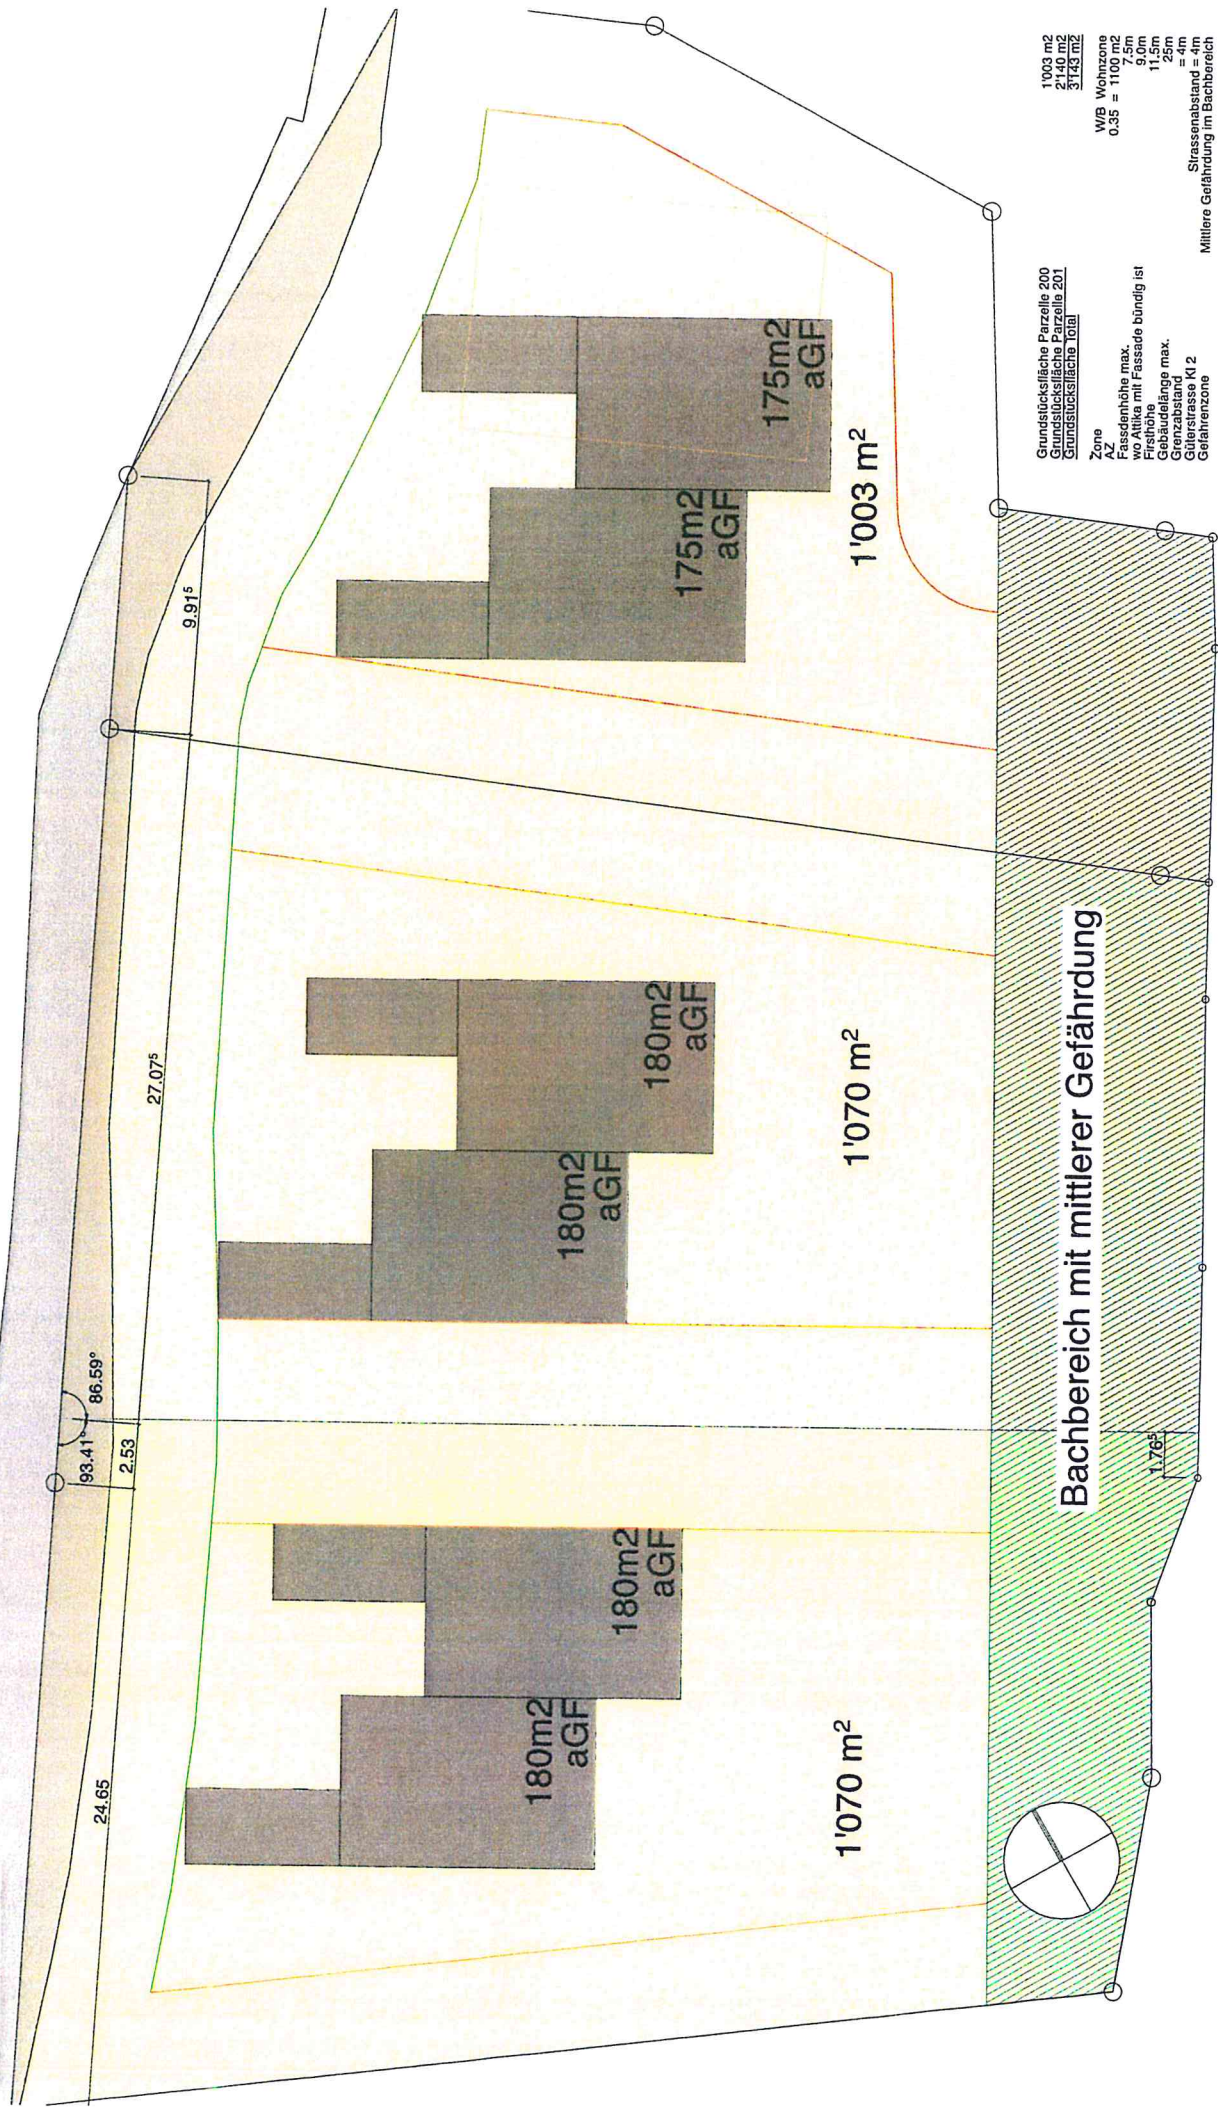 Grundstücksfläche Parzelle 200 1'003 m2
Grundstücksfläche Parzelle 201 2'140 m2
Grundstücksfläche Total 3'143 m2
Zone W/B Wohnzone
AZ 0.35 = 1100 m2
Fassdenhöhe max. 7.5m
wo Attika mit Fassade bündig ist 9.0m
Firsthöhe 11.5m
Gebäudelänge max. 25m
Grenzabstand = 4m
Güterstrasse Kl 2 Strassenabstand = 4m
Gefahrenzone Mittlere Gefährdung im Bachbereich
24.65
2.53
93.41°
86.59°
27.07⁵
9.91⁵
180m2
aGF
180m2
aGF
180m2
aGF
180m2
aGF
175m2
aGF
175m2
aGF
1'070 m²
1'070 m²
1'003 m²
Bachbereich mit mittlerer Gefährdung
1.76⁵